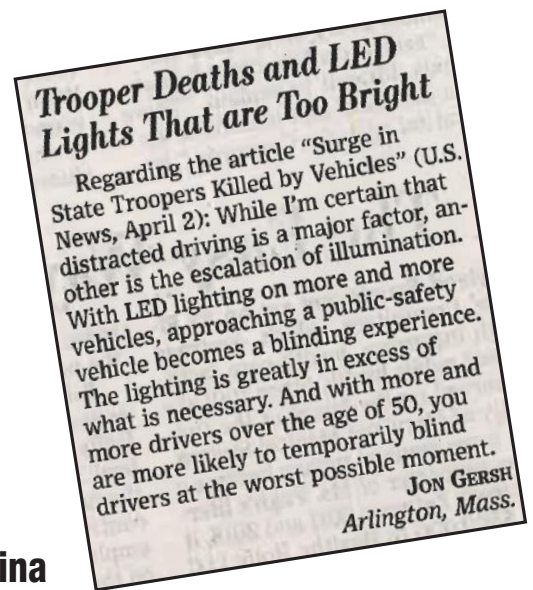 Trooper Deaths and LED
Lights That are Too Bright
Regarding the article “Surge in
State Troopers Killed by Vehicles” (U.S.
News, April 2): While I’m certain that
distracted driving is a major factor, an-
other is the escalation of illumination.
With LED lighting on more and more
vehicles, approaching a public-safety
vehicle becomes a blinding experience.
The lighting is greatly in excess of
what is necessary. And with more and
more drivers over the age of 50, you
are more likely to temporarily blind
drivers at the worst possible moment.
JON GERSH
Arlington, Mass.
ina